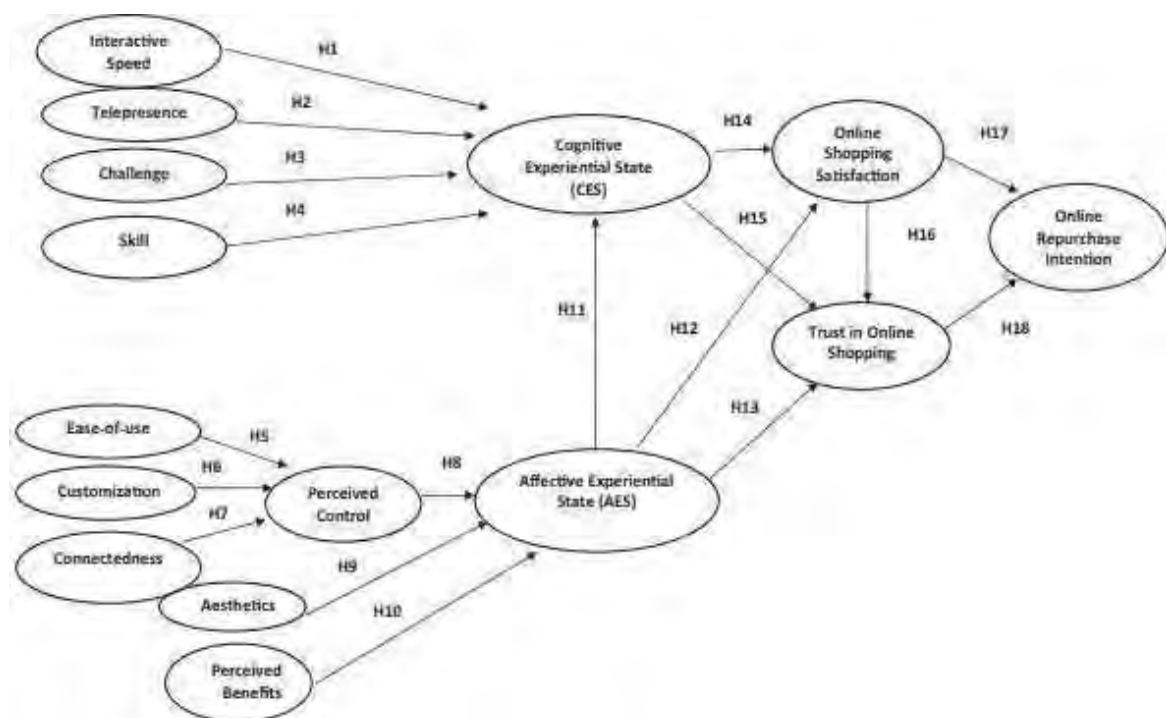 Interactive
Speed
H1
Telepresence
H2
Challenge
H3
Skill
H4
Cognitive
Experiential State
(CES)
H14
Online
Shopping
Satisfaction
H17
H15
H16
Online
Repurchase
Intention
H11
H12
Trust in Online
Shopping
H18
H13
Ease-of-use
H5
Customization
H6
Connectedness
H7
Perceived
Control
H8
Affective Experiential
State (AES)
Aesthetics
H9
Perceived
Benefits
H10